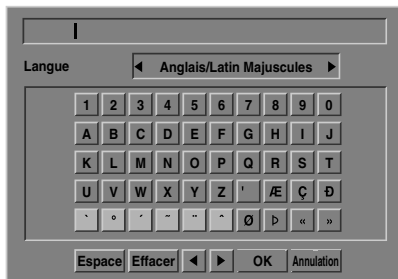 Langue ◀ Anglais/Latin Majuscules ▶
1 2 3 4 5 6 7 8 9 0
A B C D E F G H I J
K L M N O P Q R S T
U V W X Y Z ' Æ Ç Ð
` ° ´ ~ ¨ ^ Ø Þ « »
Espace Effacer ◀ ▶ OK Annulation